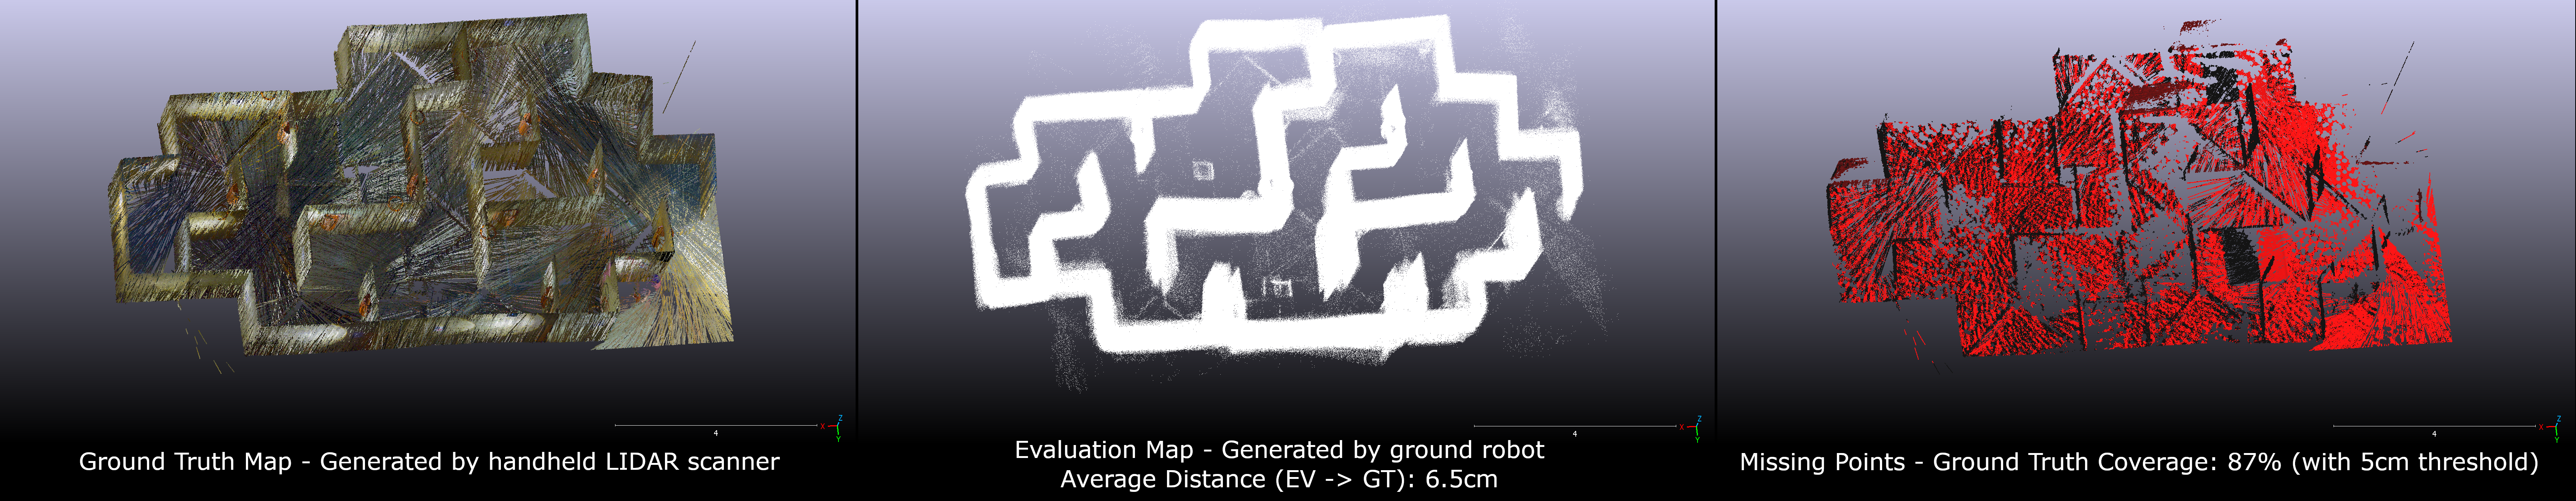 Z
X
Y
4
Ground Truth Map - Generated by handheld LIDAR scanner
Z
X
Y
4
Evaluation Map - Generated by ground robot
Average Distance (EV -> GT): 6.5cm
Z
X
Y
4
Missing Points - Ground Truth Coverage: 87% (with 5cm threshold)